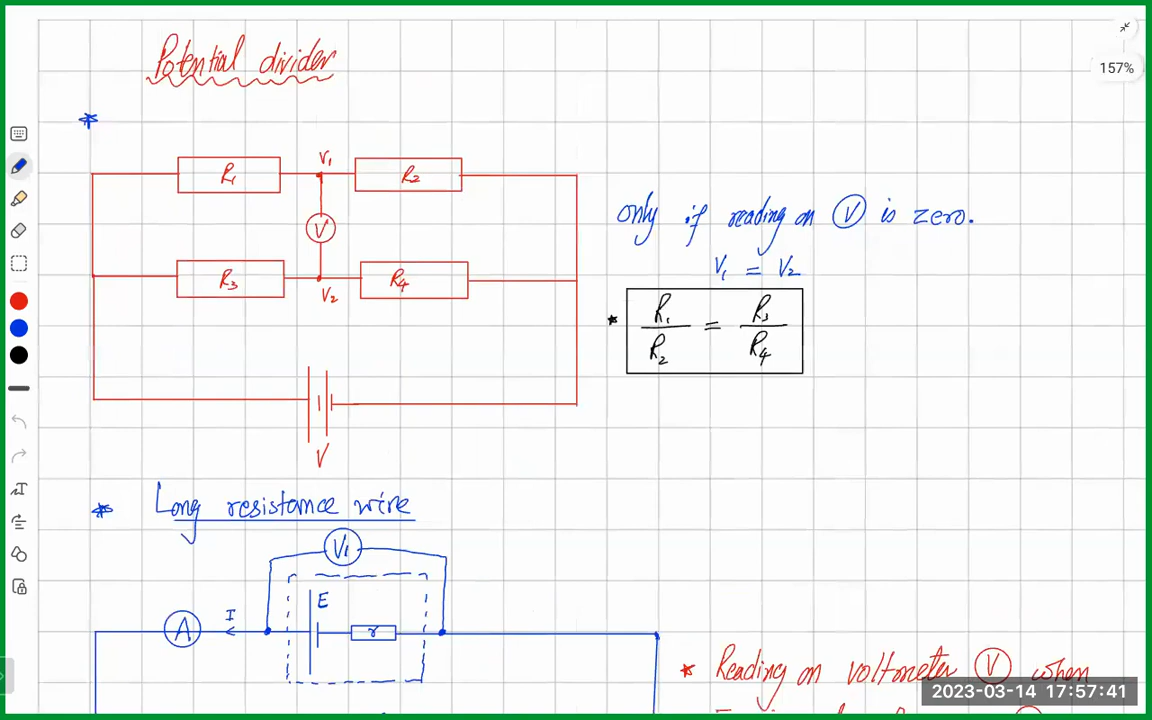 Potential divider
157%
*
R1
V1
R2
V
only if reading on V is zero.
V1 = V2
R3
V2
R4
* R1/R2 = R3/R4
V
* Long resistance wire
V1
E
A
I
r
* Reading on voltmeter V when
2023-03-14 17:57:41